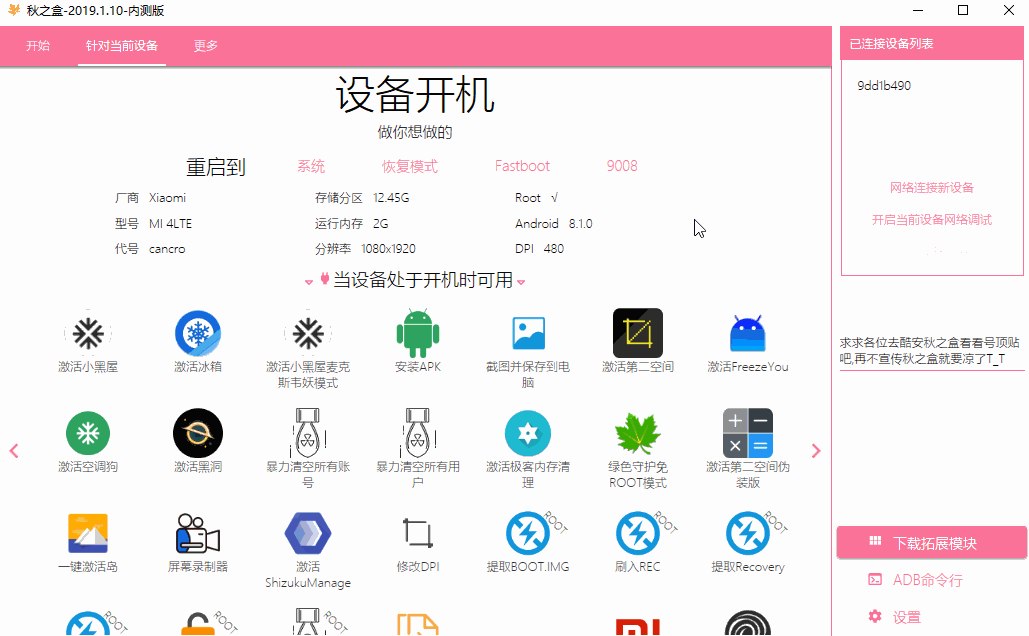 秋之盒-2019.1.10-内测版
开始 针对当前设备 更多
设备开机
做你想做的
重启到 系统 恢复模式 Fastboot 9008
厂商 Xiaomi 存储分区 12.45G Root √
型号 MI 4LTE 运行内存 2G Android 8.1.0
代号 cancro 分辨率 1080x1920 DPI 480
当设备处于开机时可用
激活小黑屋
激活冰箱
激活小黑屋麦克
斯韦妖模式
安装APK
截图并保存到电
脑
激活第二空间
激活FreezeYou
激活空调狗
激活黑洞
暴力清空所有账
号
暴力清空所有用
户
激活极客内存清
理
绿色守护免
ROOT模式
激活第二空间伪
装版
一键激活岛
屏幕录制器
激活
ShizukuManage
修改DPI
ROOT
提取BOOT.IMG
ROOT
刷入REC
ROOT
提取Recovery
ROOT
ROOT
ROOT
已连接设备列表
9dd1b490
网络连接新设备
开启当前设备网络调试
求求各位去酷安秋之盒看看号顶贴
吧,再不宣传秋之盒就要凉了T_T
下载拓展模块
ADB命令行
设置